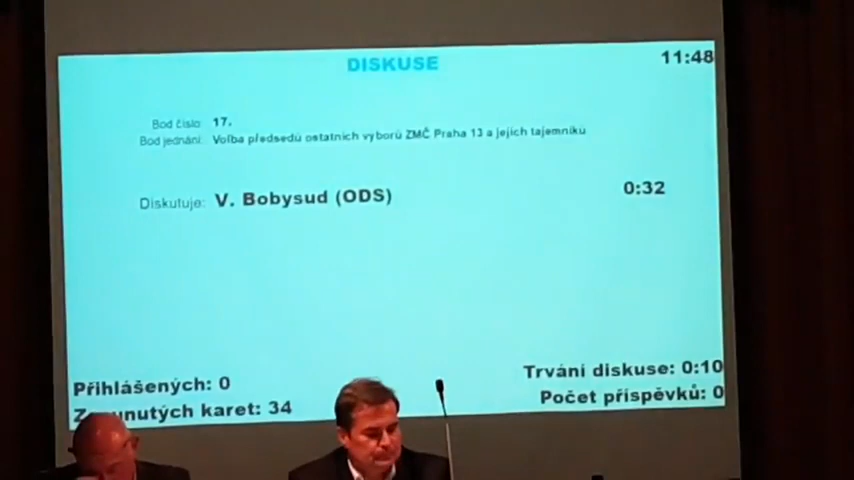 DISKUSE
11:48
Bod číslo: 17.
Bod jednání: Volba předsedů ostatních výborů ZMČ Praha 13 a jejich tajemníků
Diskutuje: V. Bobysud (ODS)
0:32
Přihlášených: 0
Trvání diskuse: 0:10
karet: 34
Počet příspěvků: 0